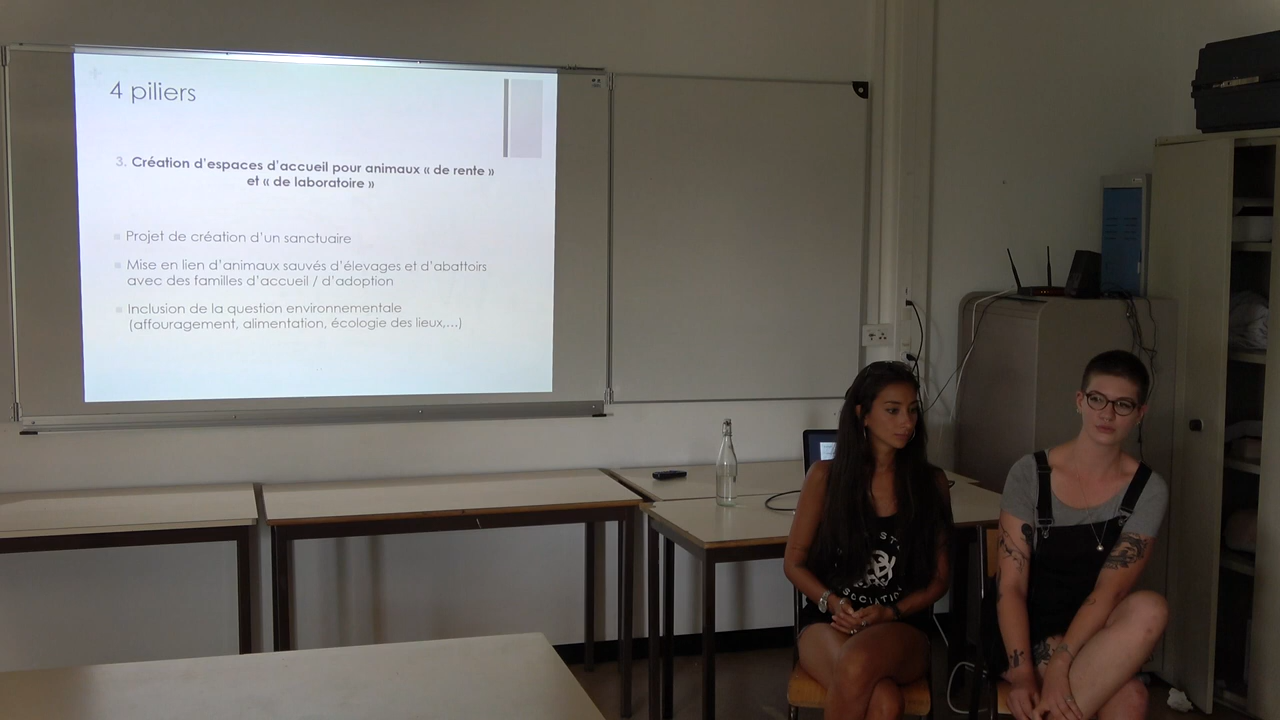 4 piliers
3. Création d'espaces d'accueil pour animaux « de rente »
et « de laboratoire »
Projet de création d'un sanctuaire
Mise en lien d'animaux sauvés d'élevages et d'abattoirs
avec des familles d'accueil / d'adoption
Inclusion de la question environnementale
(affouragement, alimentation, écologie des lieux,...)